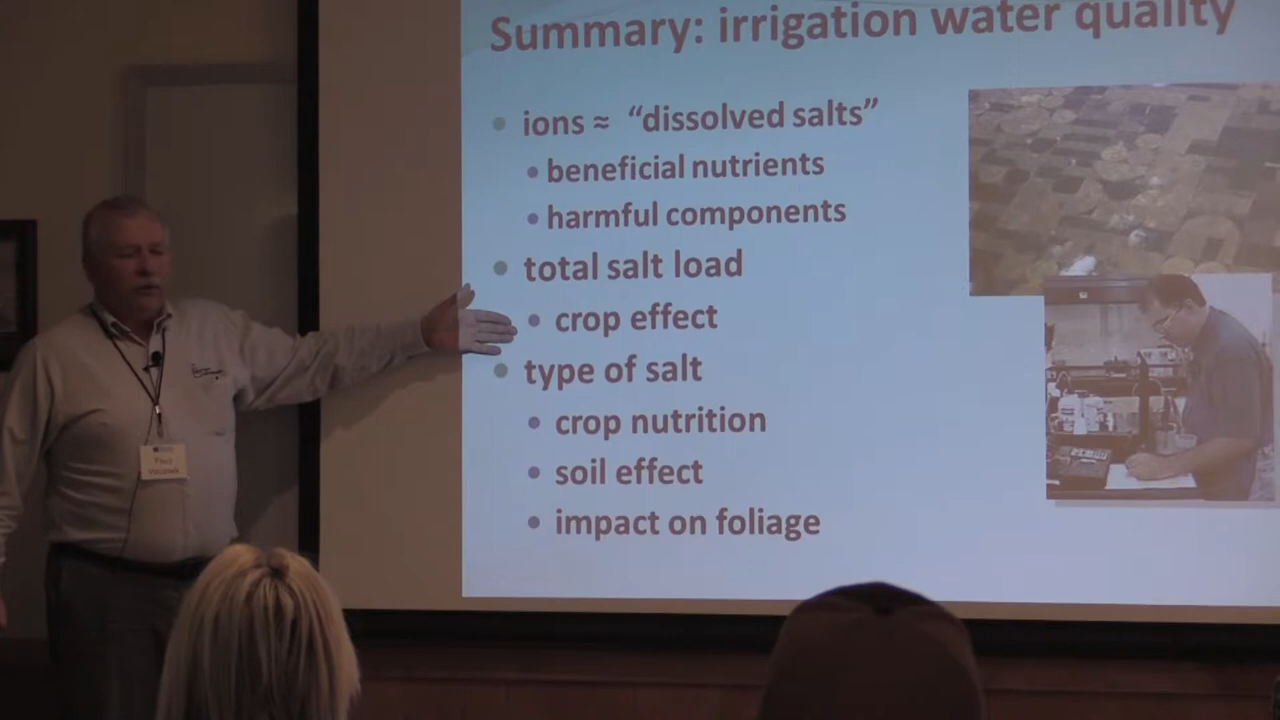 Summary: irrigation water quality
• ions ≈ “dissolved salts”
• beneficial nutrients
• harmful components
• total salt load
• crop effect
• type of salt
• crop nutrition
• soil effect
• impact on foliage